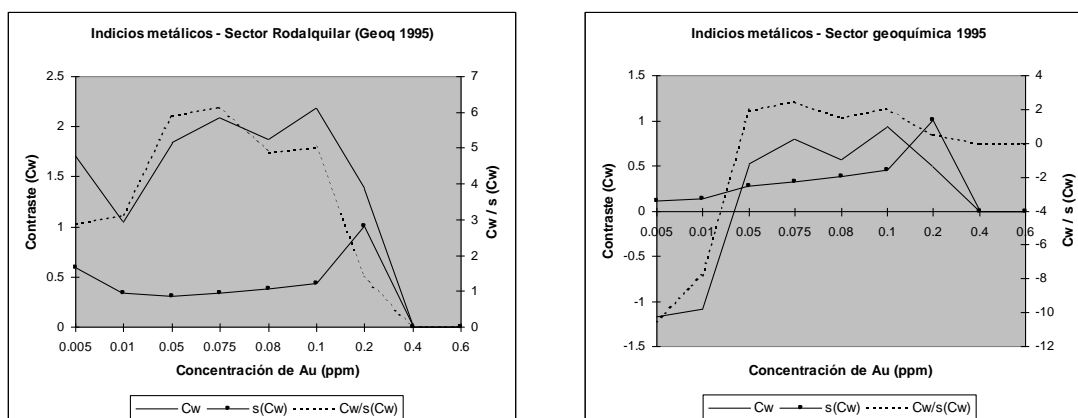 Indicios metálicos - Sector Rodalquilar (Geoq 1995)
2.5
2
1.5
1
0.5
0
7
6
5
4
3
2
1
0
Contraste (Cw)
Cw / s (Cw)
0.005 0.01 0.05 0.075 0.08 0.1 0.2 0.4 0.6
Concentración de Au (ppm)
Cw s(Cw) Cw/s(Cw)
Indicios metálicos - Sector geoquímica 1995
1.5
1
0.5
0
-0.5
-1
-1.5
4
2
0
-2
-4
-6
-8
-10
-12
Contraste (Cw)
Cw / s (Cw)
0.005 0.01 0.05 0.075 0.08 0.1 0.2 0.4 0.6
Concentración de Au (ppm)
Cw s(Cw) Cw/s(Cw)